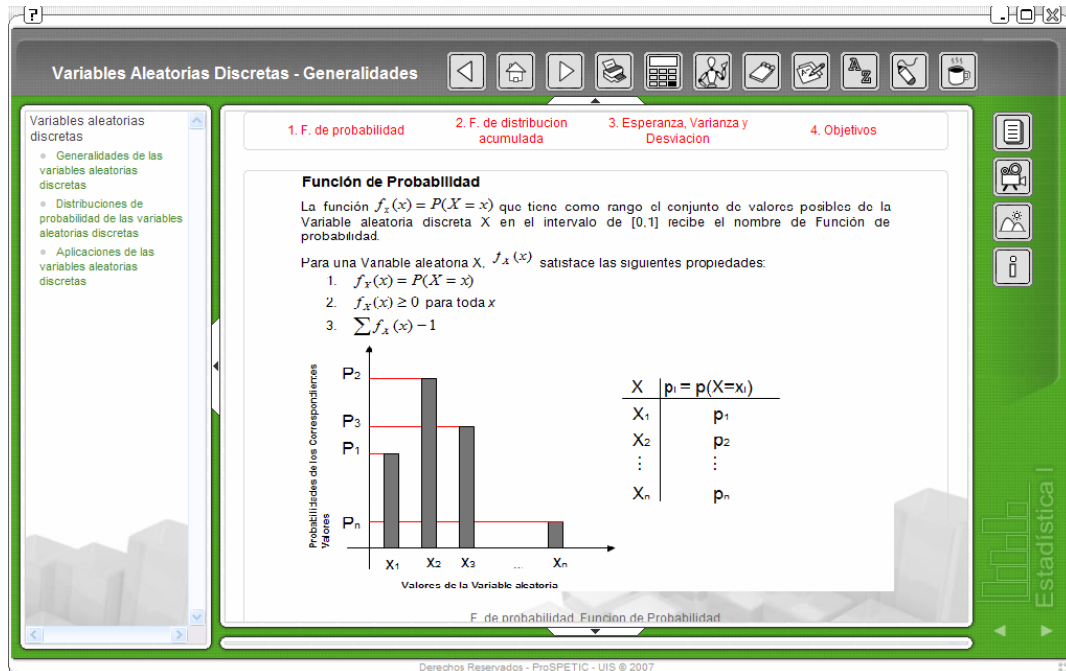 ?
Variables Aleatorias Discretas - Generalidades
A
Z
Variables aleatorias
discretas
Generalidades de las
variables aleatorias
discretas
Distribuciones de
probabilidad de las variables
aleatorias discretas
Aplicaciones de las
variables aleatorias
discretas
1. F. de probabilidad
2. F. de distribucion
acumulada
3. Esperanza, Varianza y
Desviacion
4. Objetivos
Función de Probabilidad
La función fₓ(x) = P(X = x) que tiene como rango el conjunto de valores posibles de la
Variable aleatoria discreta X en el intervalo de [0,1] recibe el nombre de Función de
probabilidad.
Para una Variable aleatoria X, f_X(x) satisface las siguientes propiedades:
1. f_X(x) = P(X = x)
2. f_X(x) ≥ 0 para toda x
3. ∑ f_X(x) − 1
Probabilidades de los Correspondientes
Valores
P₂
P₃
P₁
Pₙ
X₁ X₂ X₃ ... Xₙ
Valores de la Variable aleatoria
X pᵢ = p(X=xᵢ)
X₁ p₁
X₂ p₂
⋮ ⋮
Xₙ pₙ
F. de probabilidad. Funcion de Probabilidad
Estadística I
Derechos Reservados - ProSPETIC - UIS © 2007